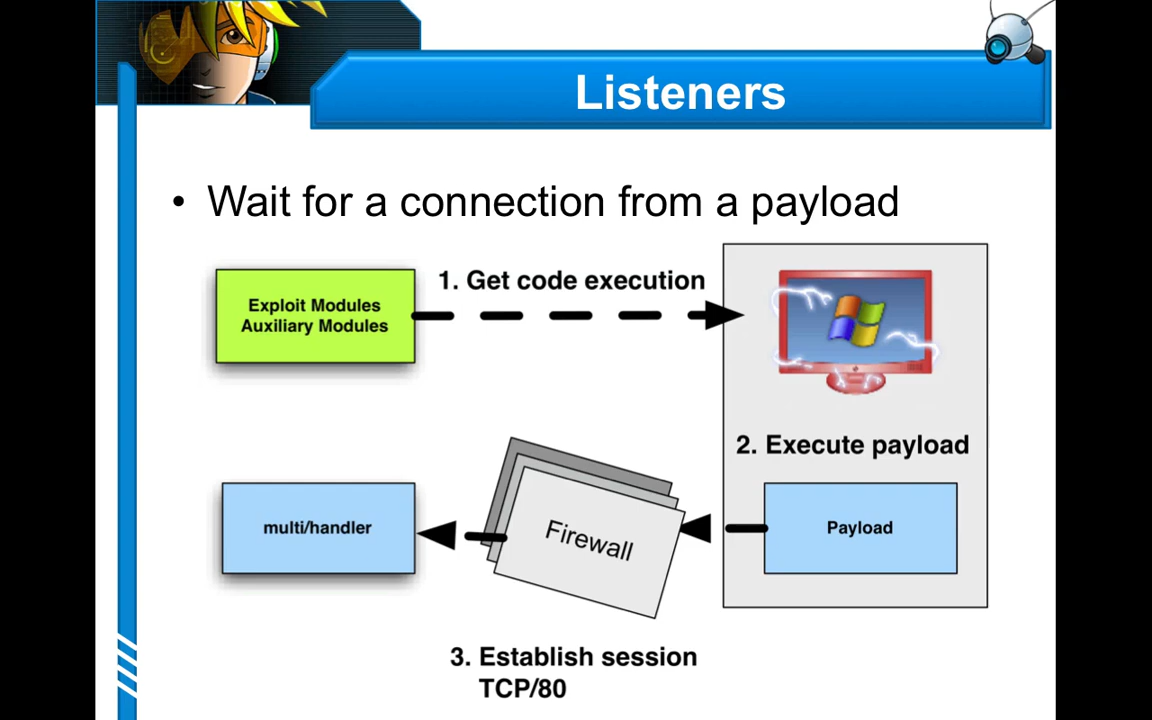 Listeners
• Wait for a connection from a payload
1. Get code execution
Exploit Modules
Auxiliary Modules
2. Execute payload
multi/handler
Firewall
Payload
3. Establish session
TCP/80